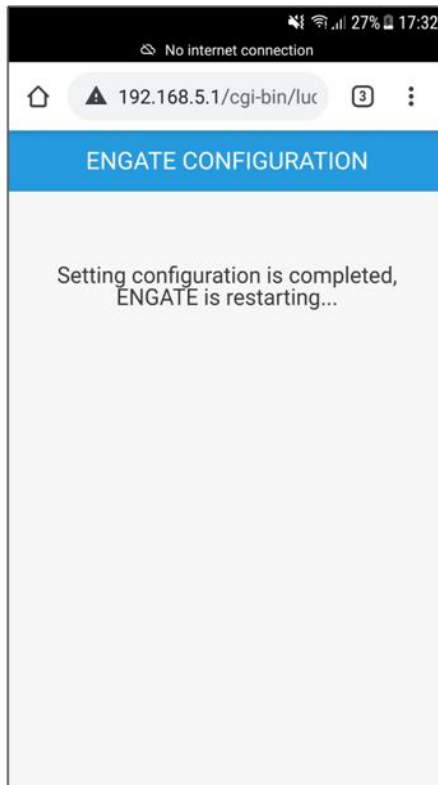 27% 17:32
No internet connection
192.168.5.1/cgi-bin/luc
3
ENGATE CONFIGURATION
Setting configuration is completed,
ENGATE is restarting...